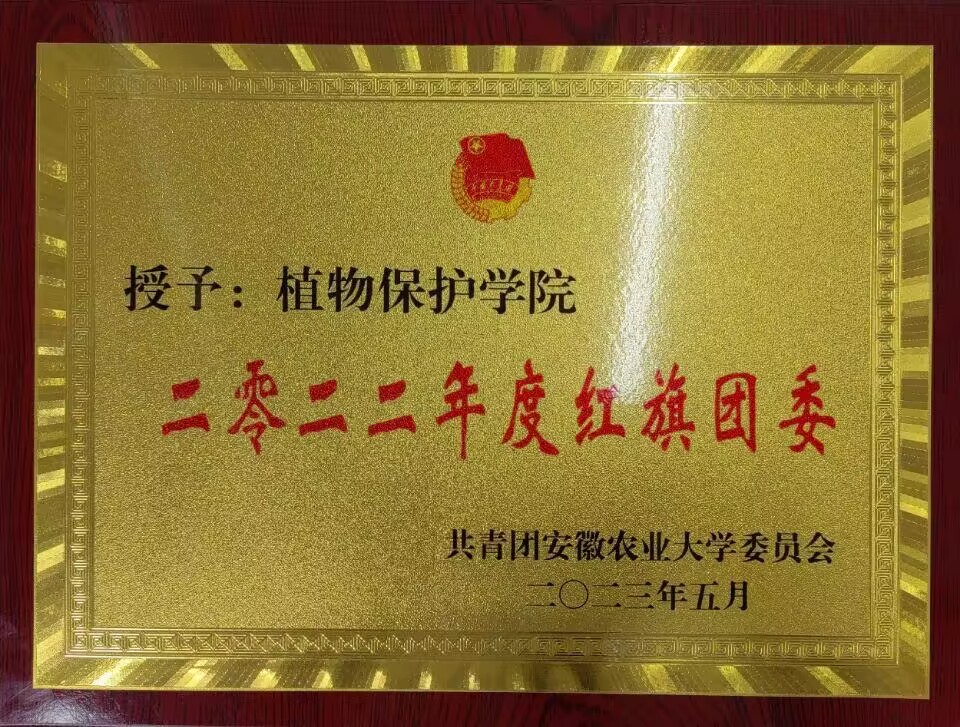 授予：植物保护学院
二零二二年度红旗团委
共青团安徽农业大学委员会
二〇二三年五月